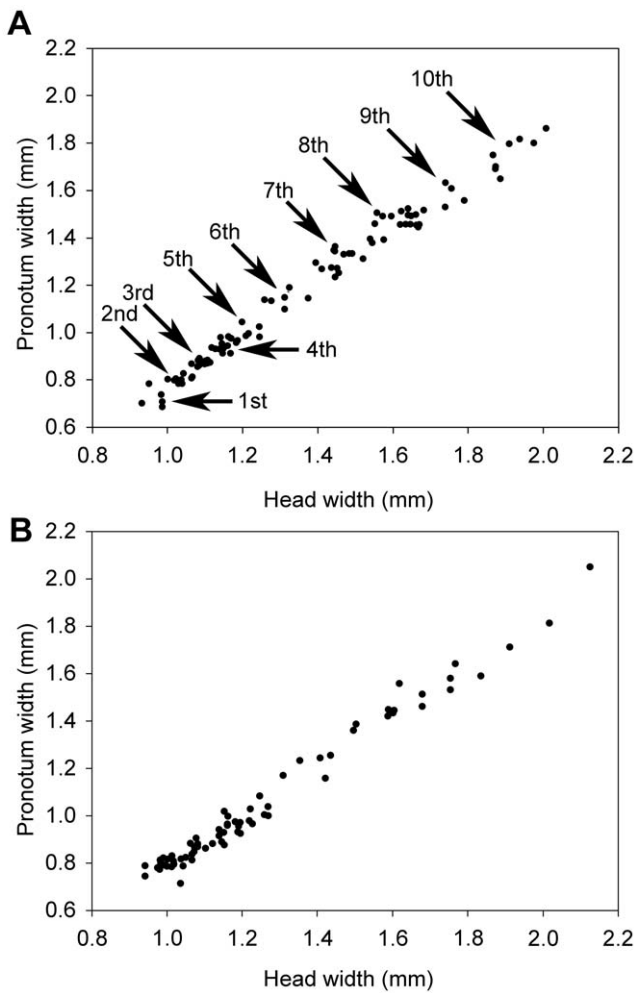 A
2.2
2.0
1.8
1.6
1.4
1.2
1.0
0.8
0.6
Pronotum width (mm)
10th
9th
8th
7th
6th
5th
3rd
2nd
4th
1st
0.8 1.0 1.2 1.4 1.6 1.8 2.0 2.2
Head width (mm)
B
2.2
2.0
1.8
1.6
1.4
1.2
1.0
0.8
0.6
Pronotum width (mm)
0.8 1.0 1.2 1.4 1.6 1.8 2.0 2.2
Head width (mm)